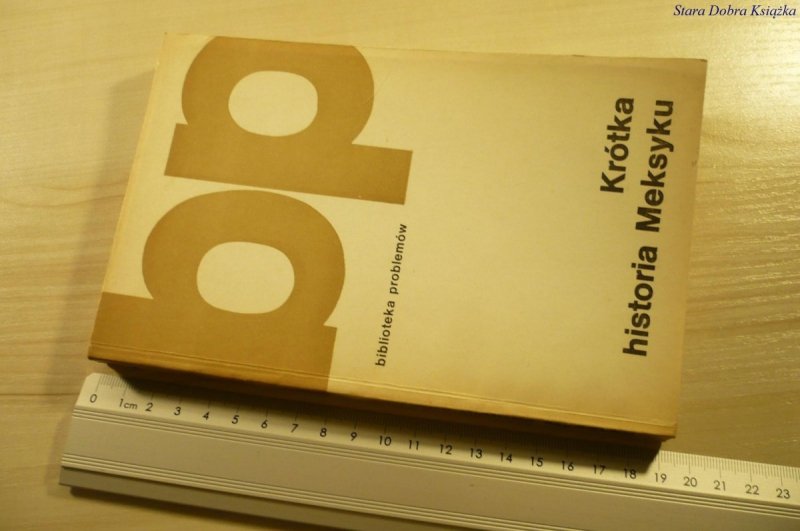 Stara Dobra Książka
bp
biblioteka problemów
Krótka
historia Meksyku
0 1cm 2 3 4 5 6 7 8 9 10 11 12 13 14 15 16 17 18 19 20 21 22 23